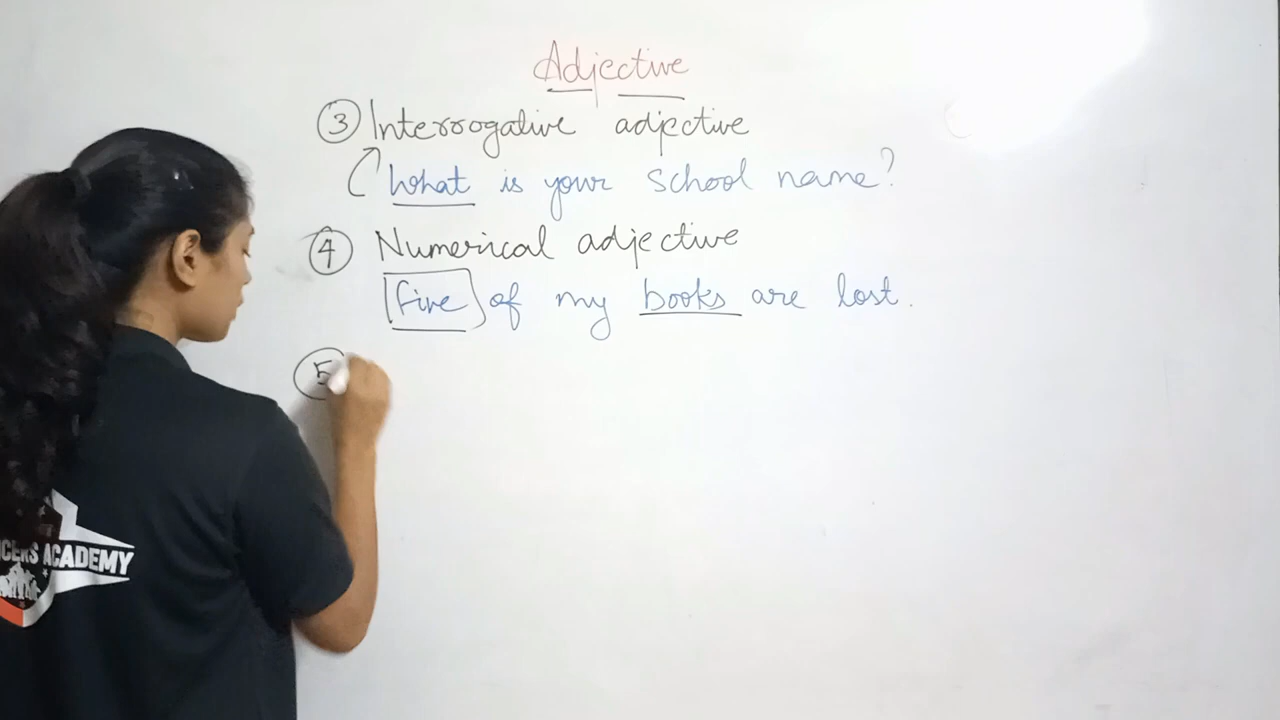 Adjective
③ Interrogative adjective
What is your school name?
④ Numerical adjective
five of my books are lost.
⑤
ACADEMY